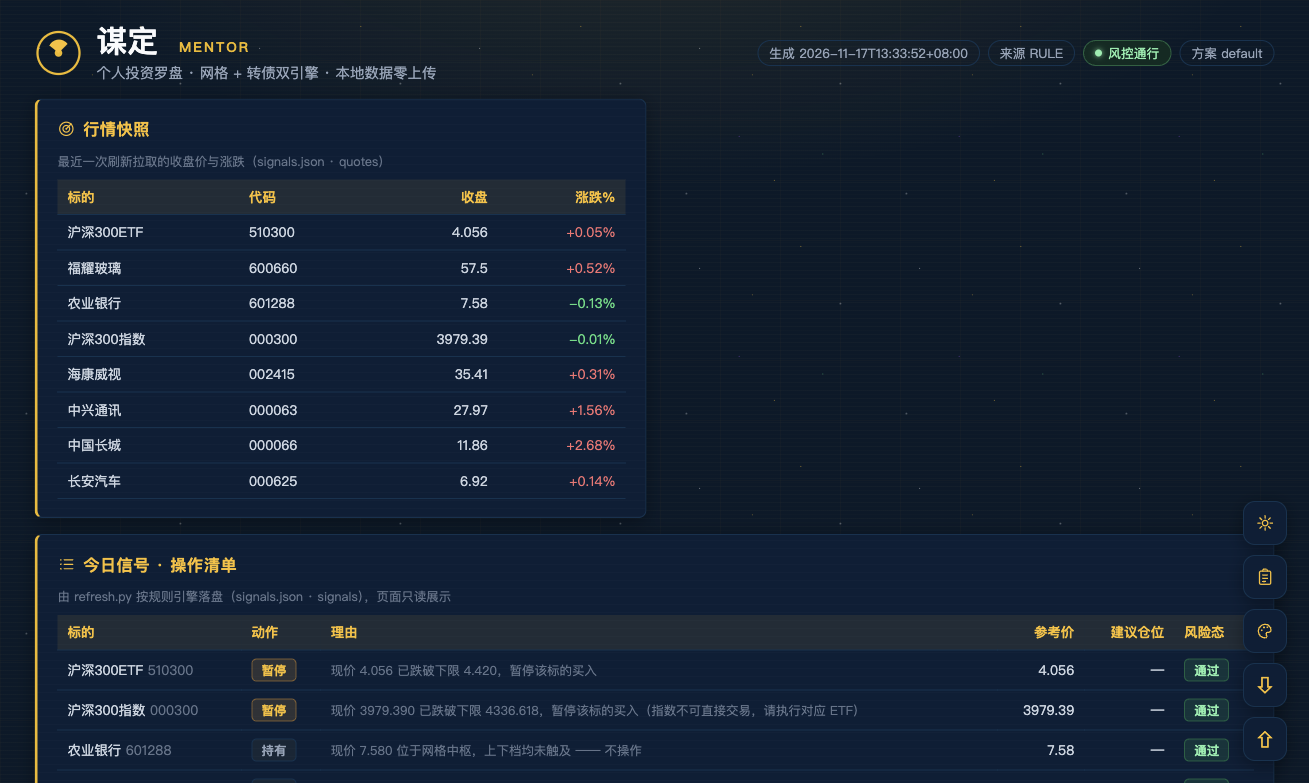 谋定 MENTOR
个人投资罗盘 · 网格 + 转债双引擎 · 本地数据零上传
生成 2026-11-17T13:33:52+08:00 来源 RULE 风控通行 方案 default
行情快照
最近一次刷新拉取的收盘价与涨跌（signals.json · quotes）
标的 代码 收盘 涨跌%
沪深300ETF 510300 4.056 +0.05%
福耀玻璃 600660 57.5 +0.52%
农业银行 601288 7.58 −0.13%
沪深300指数 000300 3979.39 −0.01%
海康威视 002415 35.41 +0.31%
中兴通讯 000063 27.97 +1.56%
中国长城 000066 11.86 +2.68%
长安汽车 000625 6.92 +0.14%
今日信号 · 操作清单
由 refresh.py 按规则引擎落盘（signals.json · signals），页面只读展示
标的 动作 理由 参考价 建议仓位 风险态
沪深300ETF 510300 暂停 现价 4.056 已跌破下限 4.420，暂停该标的买入 4.056 — 通过
沪深300指数 000300 暂停 现价 3979.390 已跌破下限 4336.618，暂停该标的买入（指数不可直接交易，请执行对应 ETF） 3979.39 — 通过
农业银行 601288 持有 现价 7.580 位于网格中枢，上下档均未触及 —— 不操作 7.58 — 通过